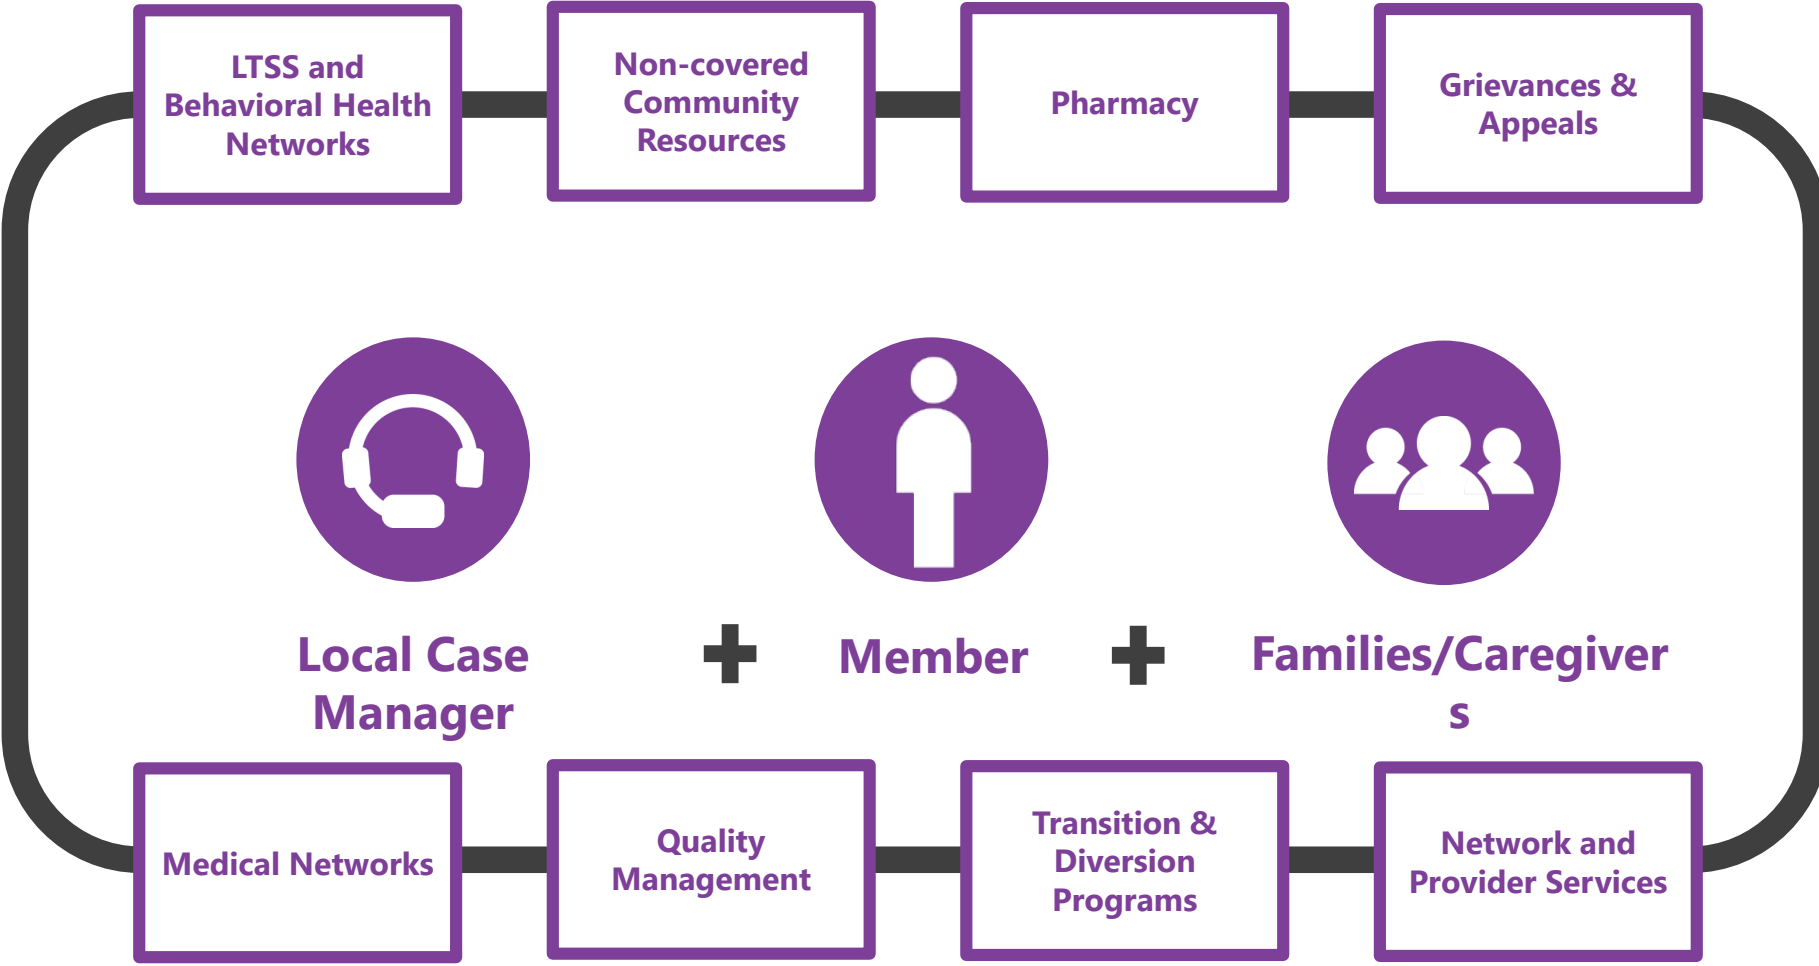 LTSS and
Behavioral Health
Networks
Non-covered
Community
Resources
Pharmacy
Grievances &
Appeals
Local Case
Manager
Member
Families/Caregiver
s
Medical Networks
Quality
Management
Transition &
Diversion
Programs
Network and
Provider Services